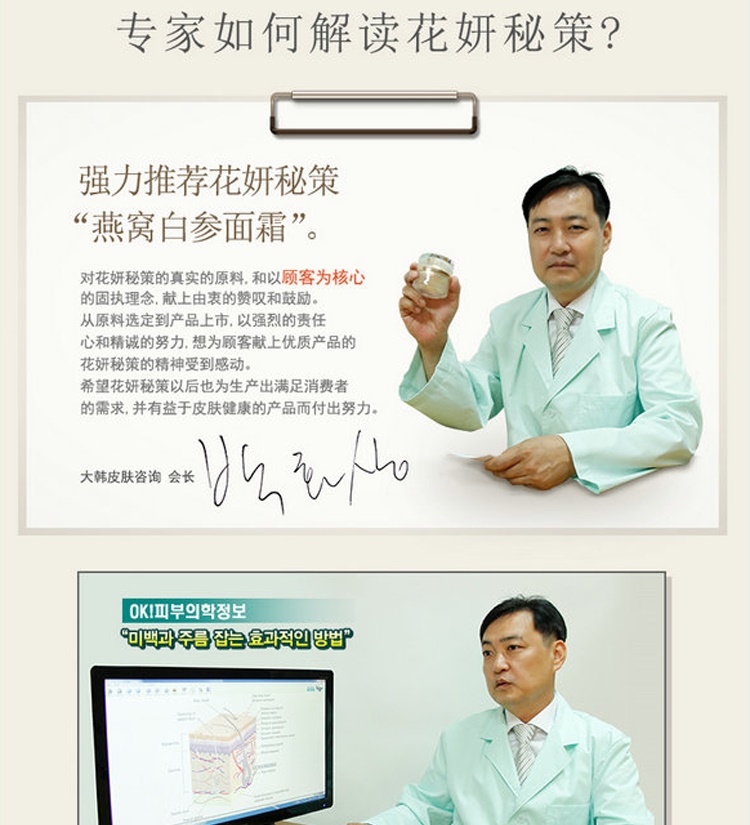 专家如何解读花妍秘策?
强力推荐花妍秘策
“燕窝白参面霜”。
对花妍秘策的真实的原料, 和以顾客为核心
的固执理念, 献上由衷的赞叹和鼓励。
从原料选定到产品上市, 以强烈的责任
心和精诚的努力, 想为顾客献上优质产品的
花妍秘策的精神受到感动。
希望花妍秘策以后也为生产出满足消费者
的需求, 并有益于皮肤健康的产品而付出努力。
大韩皮肤咨询 会长
OK!피부의학정보
"미백과 주름 잡는 효과적인 방법"